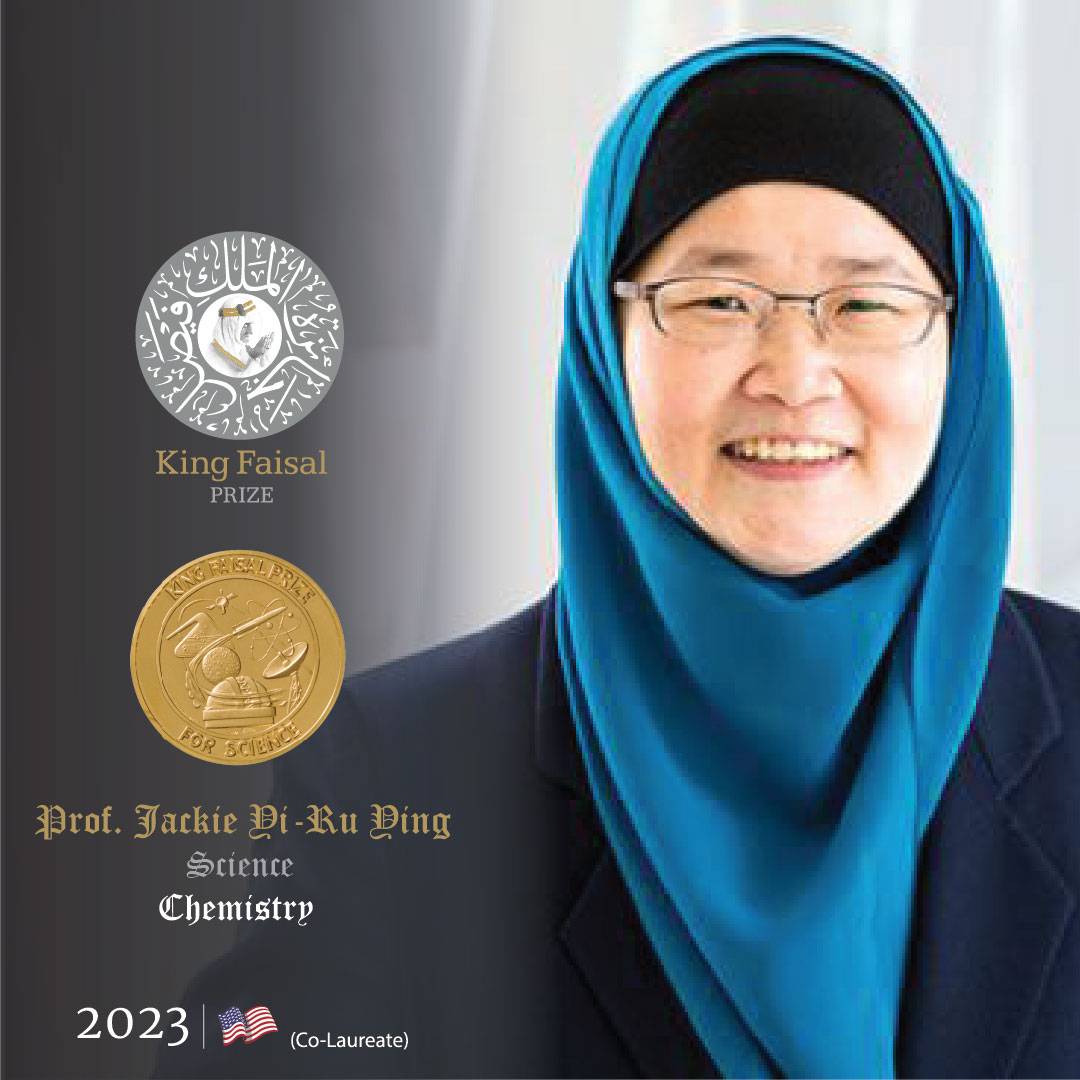 King Faisal
PRIZE
KING FAISAL PRIZE
FOR SCIENCE
Prof. Jackie Yi-Ru Ying
Science
Chemistry
2023
(Co-Laureate)